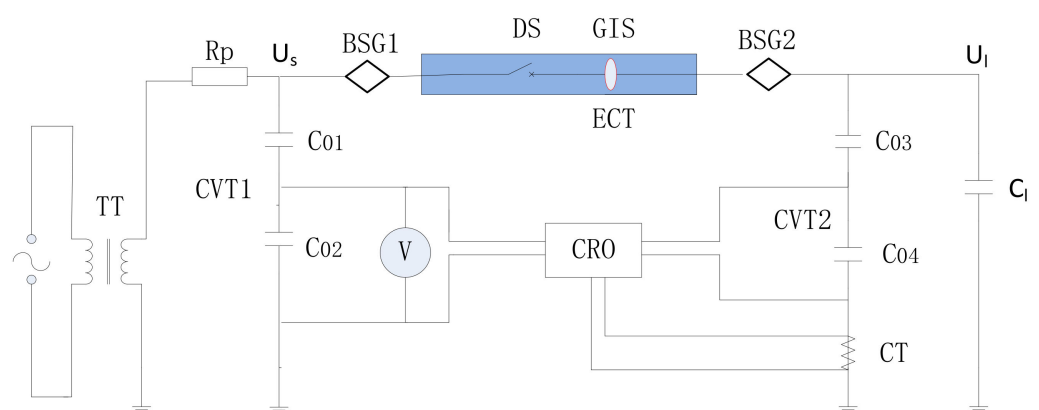 DS GIS
Rp Us BSG1 BSG2 Ul
ECT
C01 C03
CVT1 Cl
TT CVT2
C02 V CRO C04
CT